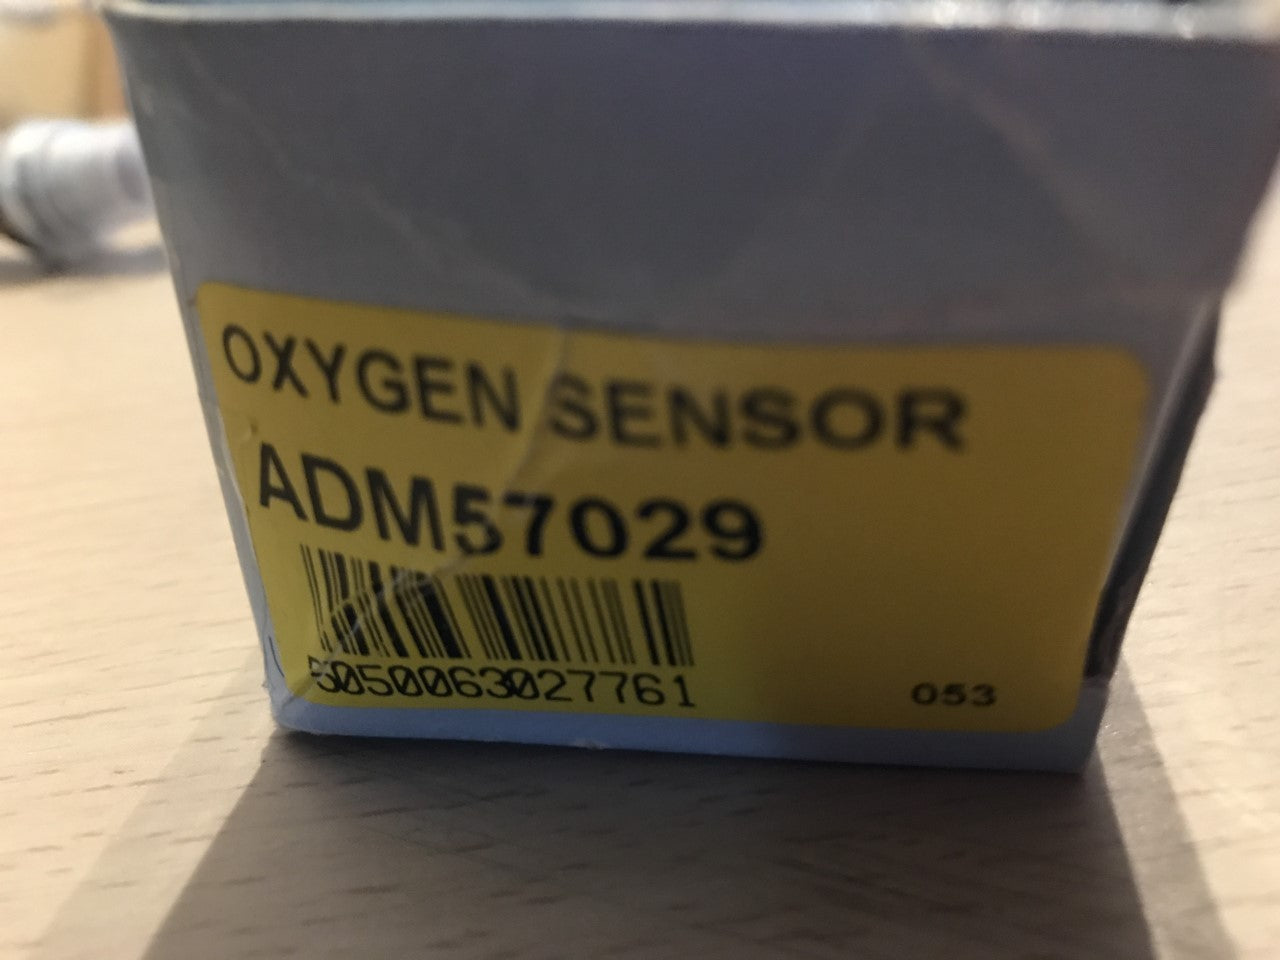 OXYGEN SENSOR
ADM57029
5050063027761
053